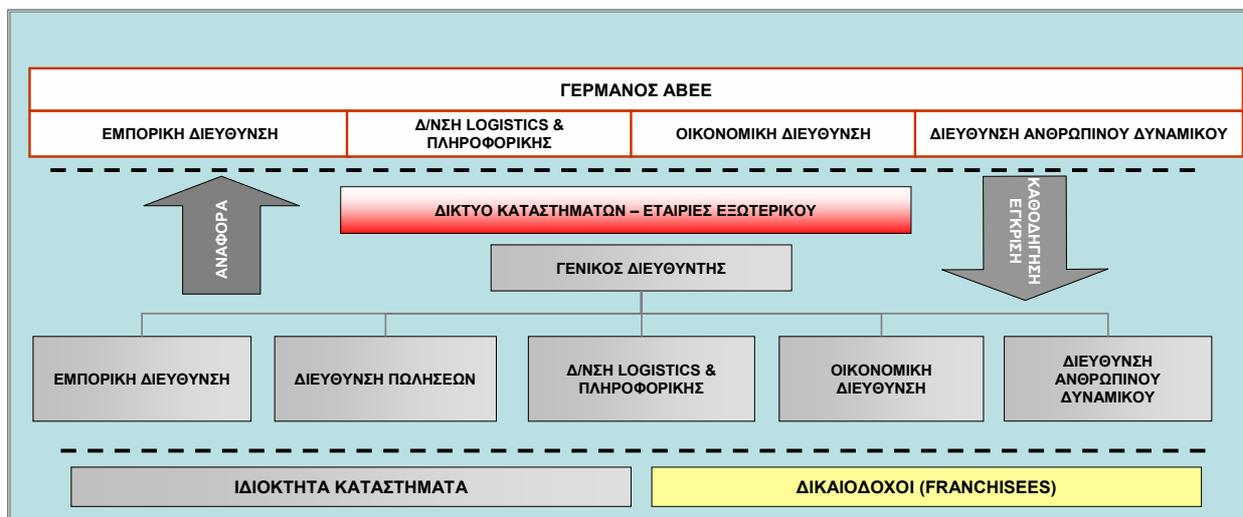 ΓΕΡΜΑΝΟΣ ΑΒΕΕ
ΕΜΠΟΡΙΚΗ ΔΙΕΥΘΥΝΣΗ
Δ/ΝΣΗ LOGISTICS &
ΠΛΗΡΟΦΟΡΙΚΗΣ
ΟΙΚΟΝΟΜΙΚΗ ΔΙΕΥΘΥΝΣΗ
ΔΙΕΥΘΥΝΣΗ ΑΝΘΡΩΠΙΝΟΥ ΔΥΝΑΜΙΚΟΥ
ΑΝΑΦΟΡΑ
ΔΙΚΤΥΟ ΚΑΤΑΣΤΗΜΑΤΩΝ – ΕΤΑΙΡΙΕΣ ΕΞΩΤΕΡΙΚΟΥ
ΚΑΘΟΔΗΓΗΣΗ
ΕΓΚΡΙΣΗ
ΓΕΝΙΚΟΣ ΔΙΕΥΘΥΝΤΗΣ
ΕΜΠΟΡΙΚΗ ΔΙΕΥΘΥΝΣΗ
ΔΙΕΥΘΥΝΣΗ ΠΩΛΗΣΕΩΝ
Δ/ΝΣΗ LOGISTICS &
ΠΛΗΡΟΦΟΡΙΚΗΣ
ΟΙΚΟΝΟΜΙΚΗ
ΔΙΕΥΘΥΝΣΗ
ΔΙΕΥΘΥΝΣΗ
ΑΝΘΡΩΠΙΝΟΥ
ΔΥΝΑΜΙΚΟΥ
ΙΔΙΟΚΤΗΤΑ ΚΑΤΑΣΤΗΜΑΤΑ
ΔΙΚΑΙΟΔΟΧΟΙ (FRANCHISEES)